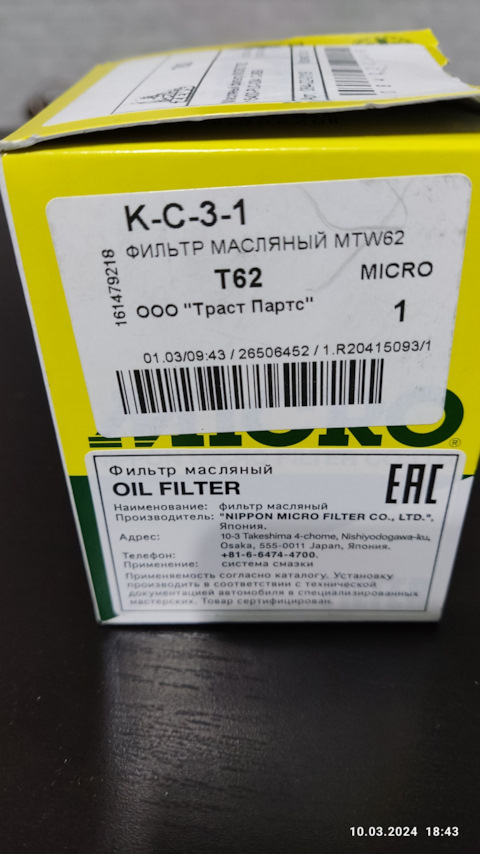 K-C-3-1
ФИЛЬТР МАСЛЯНЫЙ MTW62
T62 MICRO
161479218
ООО "Траст Партс" 1
01.03/09:43 / 26506452 / 1.R20415093/1
MICRO®
Фильтр масляный
OIL FILTER
EAC
Наименование: фильтр масляный
Производитель: "NIPPON MICRO FILTER CO., LTD.",
Япония.
Адрес: 10-3 Takeshima 4-chome, Nishiyodogawa-ku,
Osaka, 555-0011 Japan, Япония.
Телефон: +81-6-6474-4700.
Применение: система смазки
Применяемость согласно каталогу. Установку
производить в соответствии с технической
документацией автомобиля в специализированных
мастерских. Товар сертифицирован.
10.03.2024 18:43